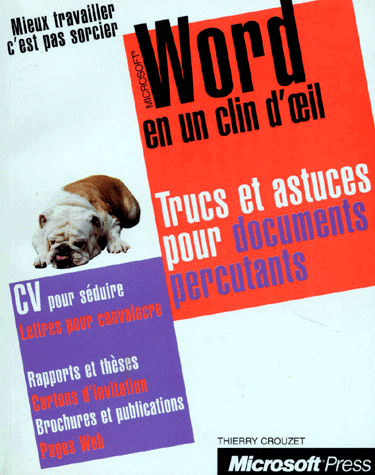 Mieux travailler
c'est pas sorcier
MICROSOFT®
Word
en un clin d'œil
Trucs et astuces
pour documents
percutants
CV pour séduire
Lettres pour convaincre
Rapports et thèses
Cartons d'invitation
Brochures et publications
Pages Web
THIERRY CROUZET
Microsoft Press